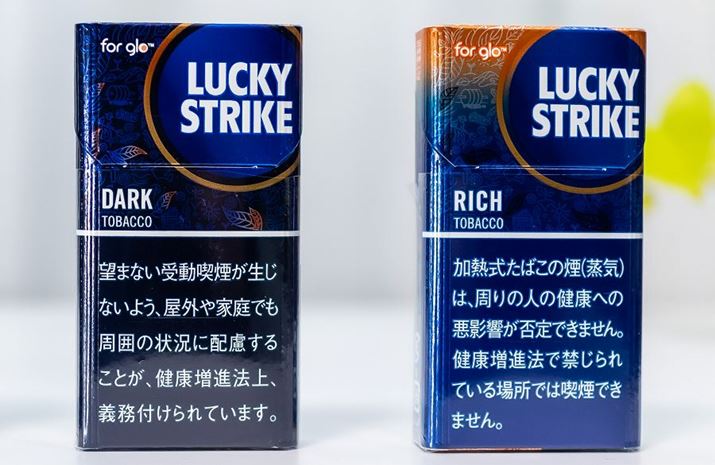 for glo™
LUCKY
STRIKE
DARK
TOBACCO
望まない受動喫煙が生じ
ないよう、屋外や家庭でも
周囲の状況に配慮する
ことが、健康増進法上、
義務付けられています。
for glo™
LUCKY
STRIKE
RICH
TOBACCO
加熱式たばこの煙(蒸気)
は、周りの人の健康への
悪影響が否定できません。
健康増進法で禁じられ
ている場所では喫煙でき
ません。